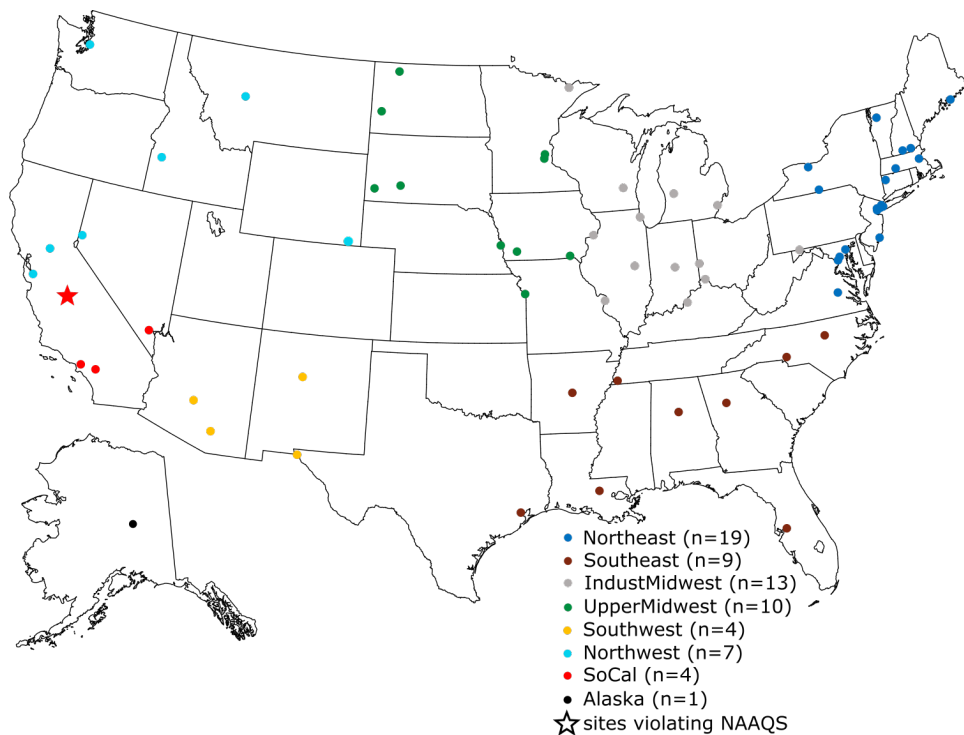 Northeast (n=19)
Southeast (n=9)
IndustMidwest (n=13)
UpperMidwest (n=10)
Southwest (n=4)
Northwest (n=7)
SoCal (n=4)
Alaska (n=1)
sites violating NAAQS